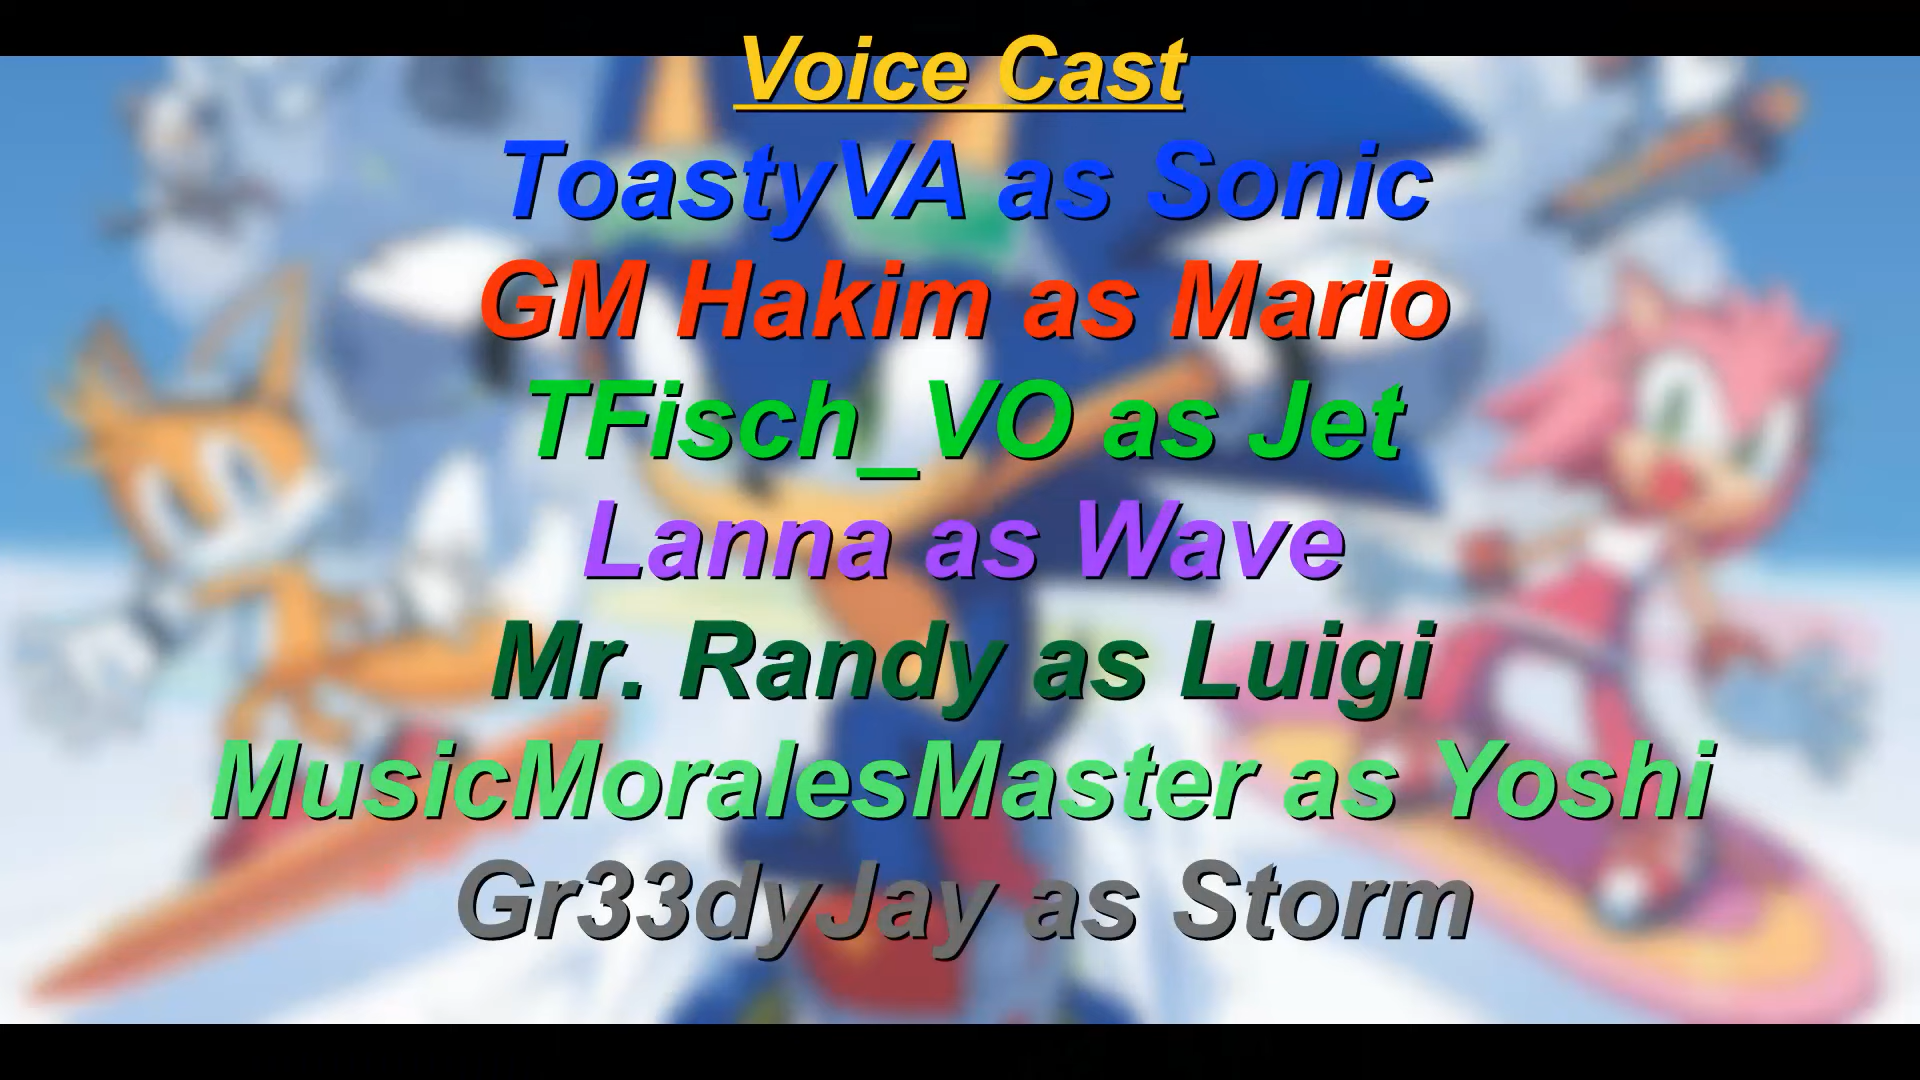 Voice Cast
ToastyVA as Sonic
GM Hakim as Mario
TFisch_VO as Jet
Lanna as Wave
Mr. Randy as Luigi
MusicMoralesMaster as Yoshi
Gr33dyJay as Storm